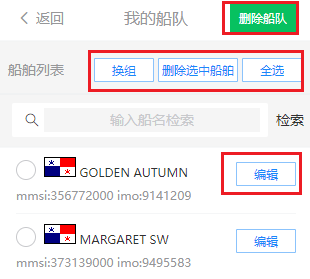 返回 我的船队 删除船队
船舶列表 换组 删除选中船舶 全选
输入船名检索 检索
GOLDEN AUTUMN 编辑
mmsi:356772000 imo:9141209
MARGARET SW 编辑
mmsi:373139000 imo:9495583